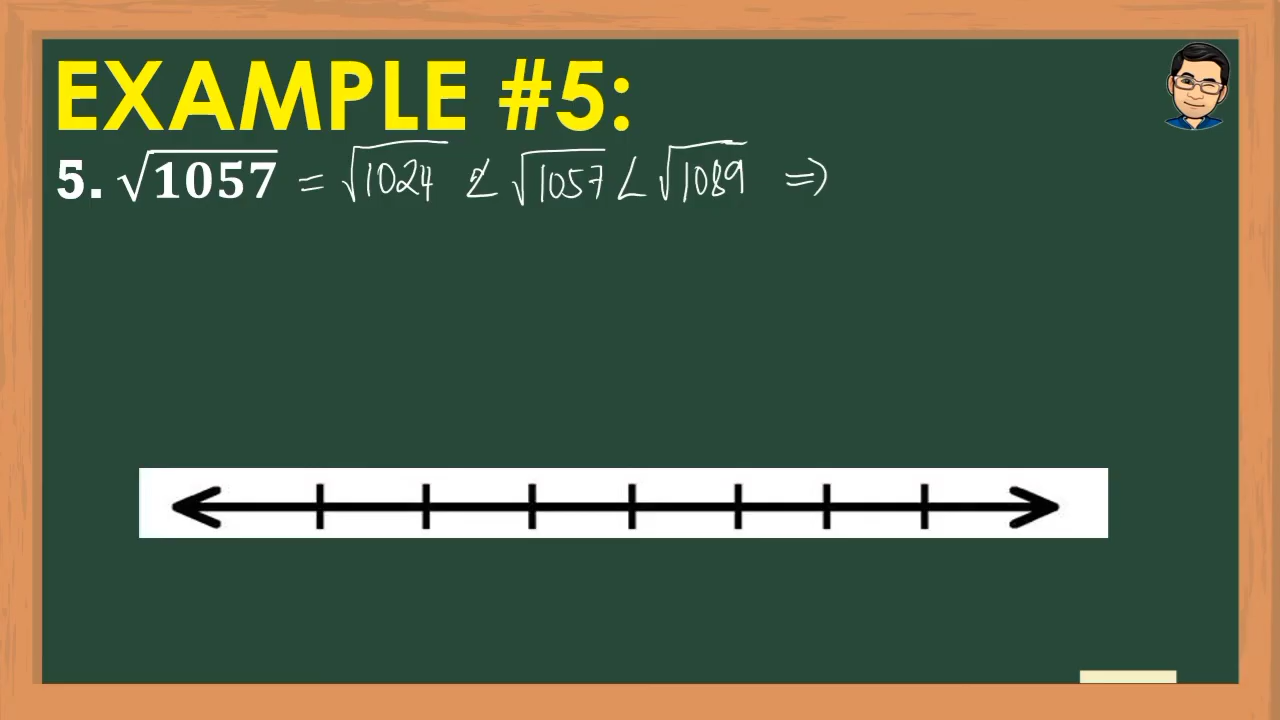 EXAMPLE #5:
5. √1057 = √1024 < √1057 < √1089 ⇒